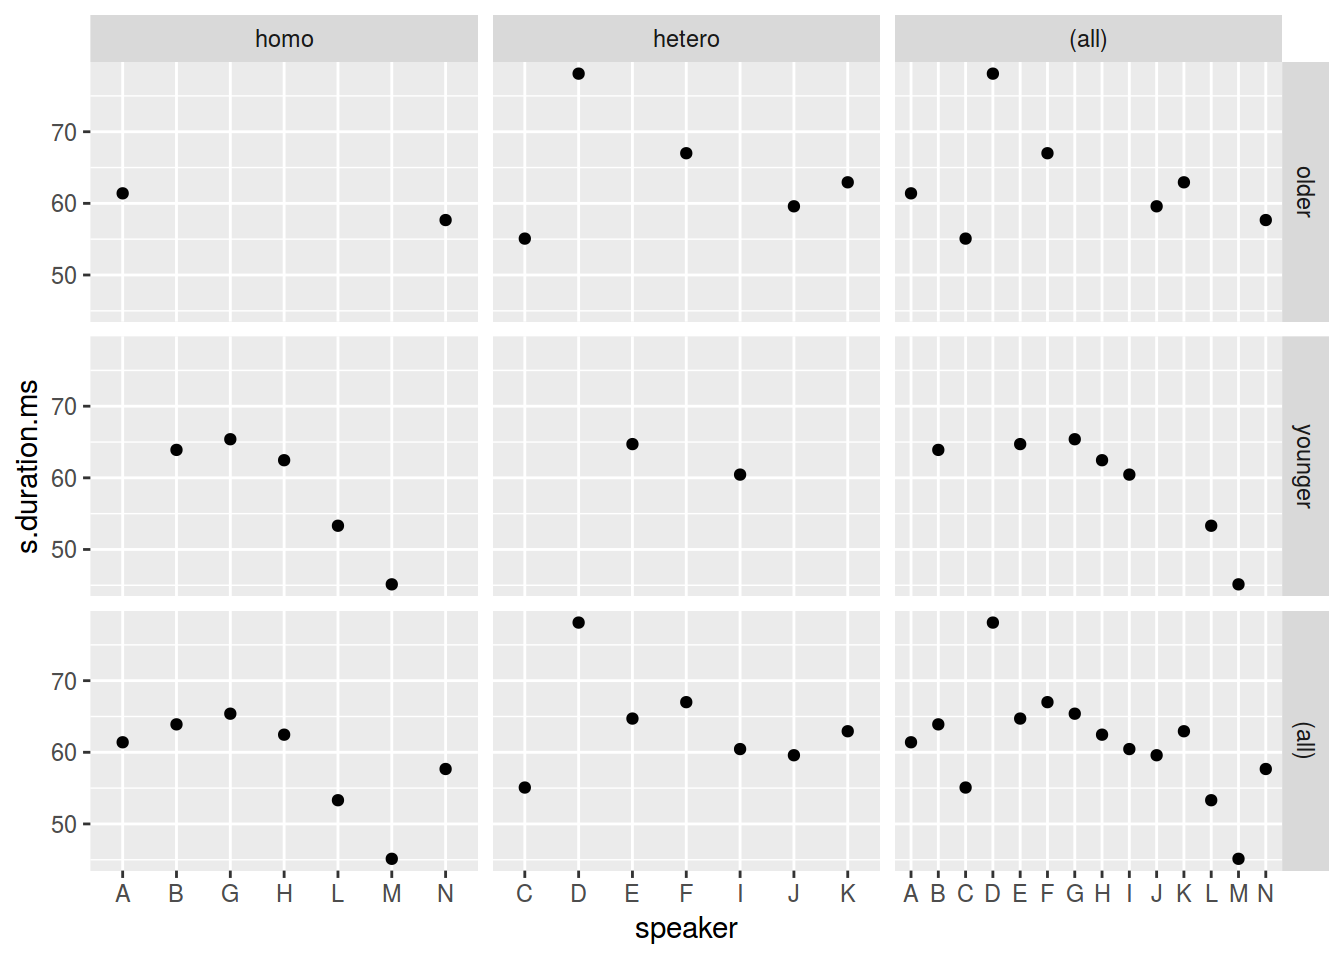 homo hetero (all)
70
60
50
older
70
60
50
younger
70
60
50
(all)
s.duration.ms
A B G H L M N C D E F I J K A B C D E F G H I J K L M N
speaker